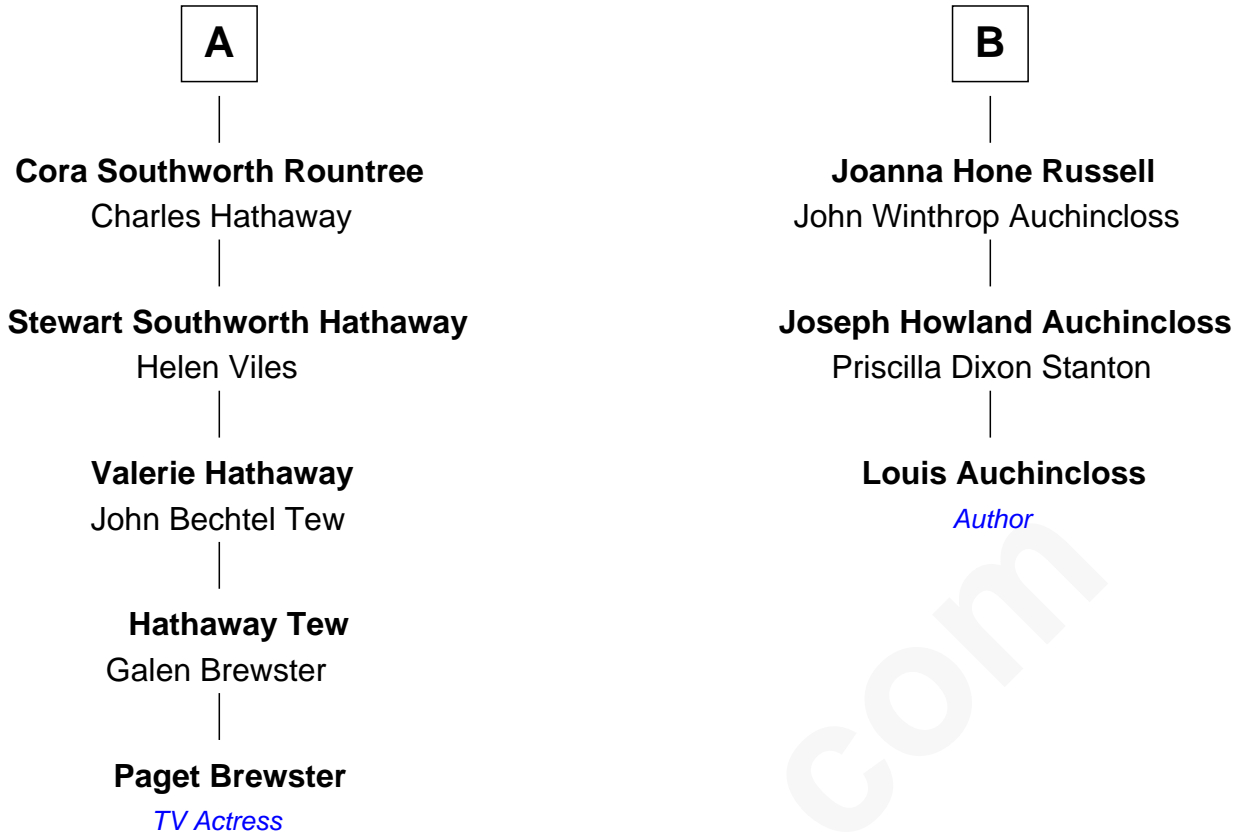 A
Cora Southworth Rountree
Charles Hathaway
Stewart Southworth Hathaway
Helen Viles
Valerie Hathaway
John Bechtel Tew
Hathaway Tew
Galen Brewster
Paget Brewster
TV Actress
B
Joanna Hone Russell
John Winthrop Auchincloss
Joseph Howland Auchincloss
Priscilla Dixon Stanton
Louis Auchincloss
Author
com